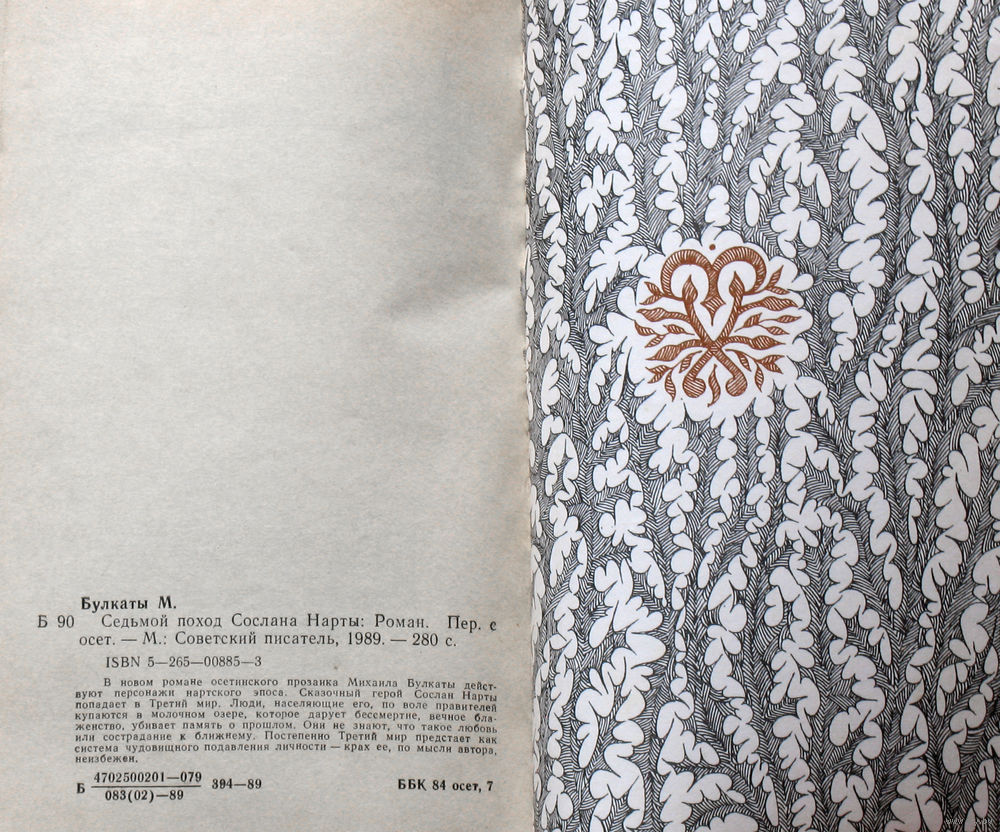 Булкаты М.
Б 90 Седьмой поход Сослана Нарты: Роман. Пер. с
осет. — М.: Советский писатель, 1989. — 280 с.
ISBN 5—265—00885—3
В новом романе осетинского прозаика Михаила Булкаты дейст-
вуют персонажи нартского эпоса. Сказочный герой Сослан Нарты
попадает в Третий мир. Люди, населяющие его, по воле правителей
купаются в молочном озере, которое дарует бессмертие, вечное бла-
женство, убивает память о прошлом. Они не знают, что такое любовь
или сострадание к ближнему. Постепенно Третий мир предстает как
система чудовищного подавления личности — крах ее, по мысли автора,
неизбежен.
Б 4702500201—079 394—89 ББК 84 осет, 7
083(02)—89